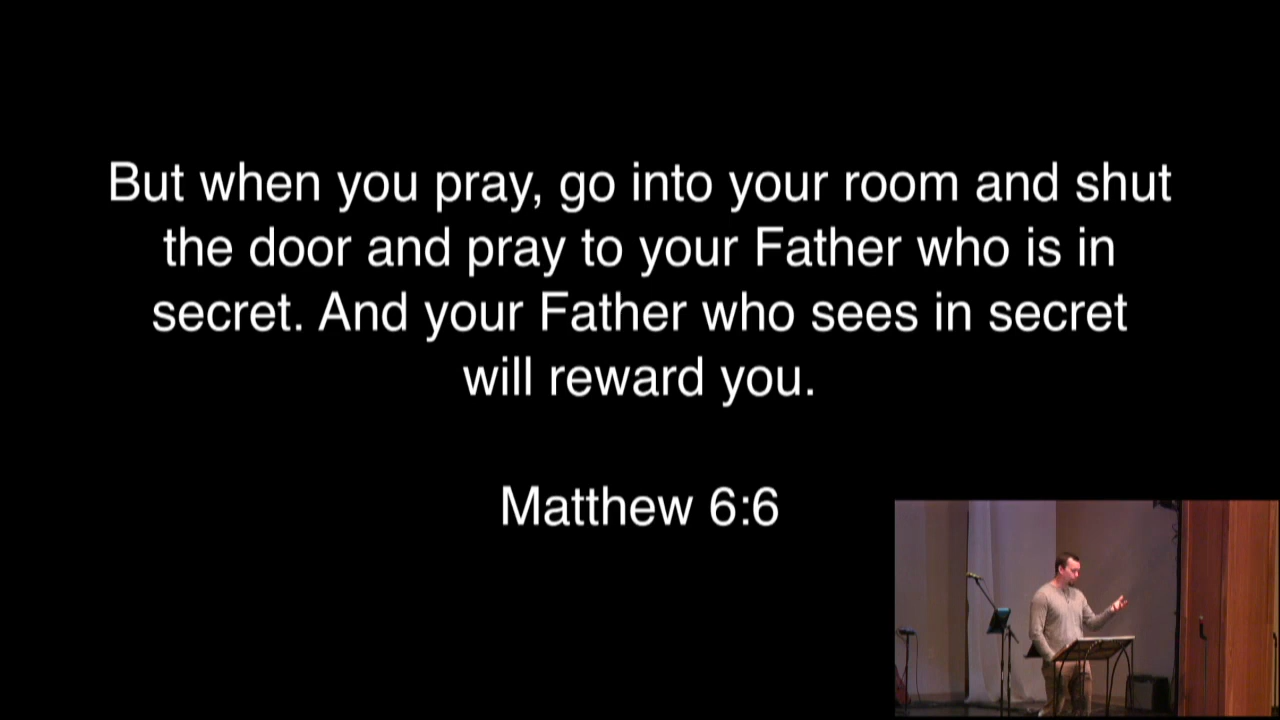 But when you pray, go into your room and shut
the door and pray to your Father who is in
secret. And your Father who sees in secret
will reward you.
Matthew 6:6